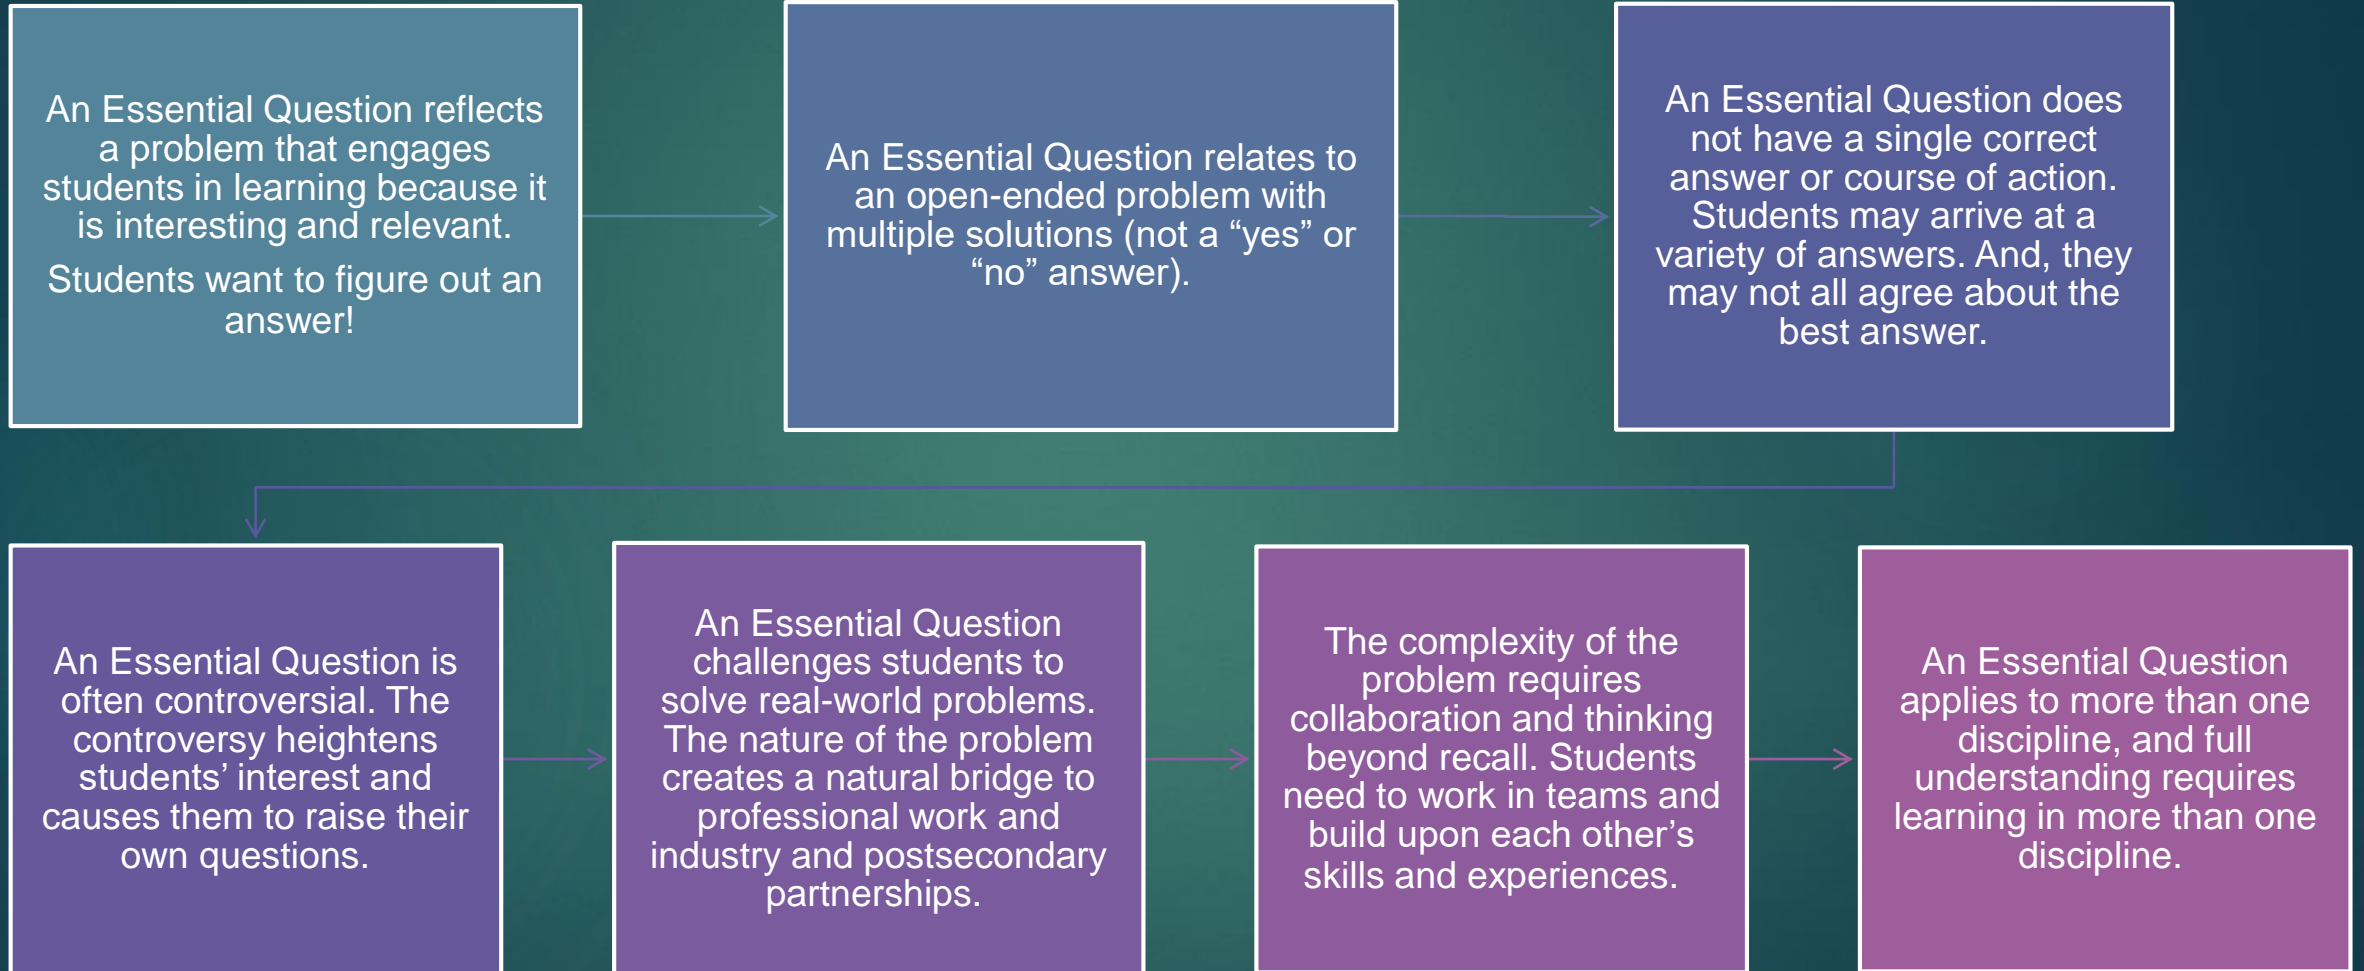 An Essential Question reflects
a problem that engages
students in learning because it
is interesting and relevant.
Students want to figure out an
answer!
An Essential Question relates to
an open-ended problem with
multiple solutions (not a “yes” or
“no” answer).
An Essential Question does
not have a single correct
answer or course of action.
Students may arrive at a
variety of answers. And, they
may not all agree about the
best answer.
An Essential Question is
often controversial. The
controversy heightens
students’ interest and
causes them to raise their
own questions.
An Essential Question
challenges students to
solve real-world problems.
The nature of the problem
creates a natural bridge to
professional work and
industry and postsecondary
partnerships.
The complexity of the
problem requires
collaboration and thinking
beyond recall. Students
need to work in teams and
build upon each other’s
skills and experiences.
An Essential Question
applies to more than one
discipline, and full
understanding requires
learning in more than one
discipline.